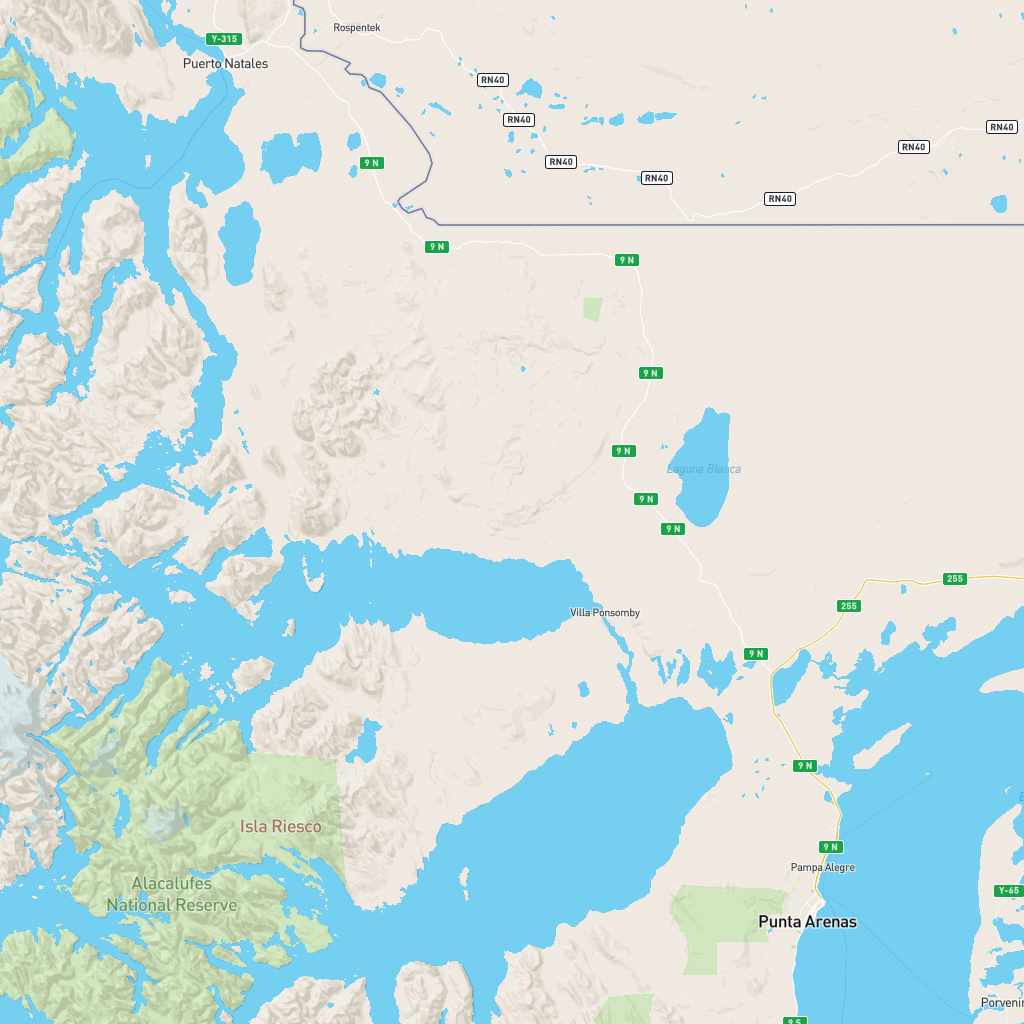 Rospentek
Y-315
Puerto Natales
RN40
RN40
RN40
RN40
RN40
9 N
RN40
RN40
9 N
9 N
9 N
9 N
Laguna Blanca
9 N
9 N
255
255
Villa Ponsomby
9 N
9 N
Isla Riesco
9 N
Pampa Alegre
Alacalufes
National Reserve
Y-65
Punta Arenas
Porvenir
9 S